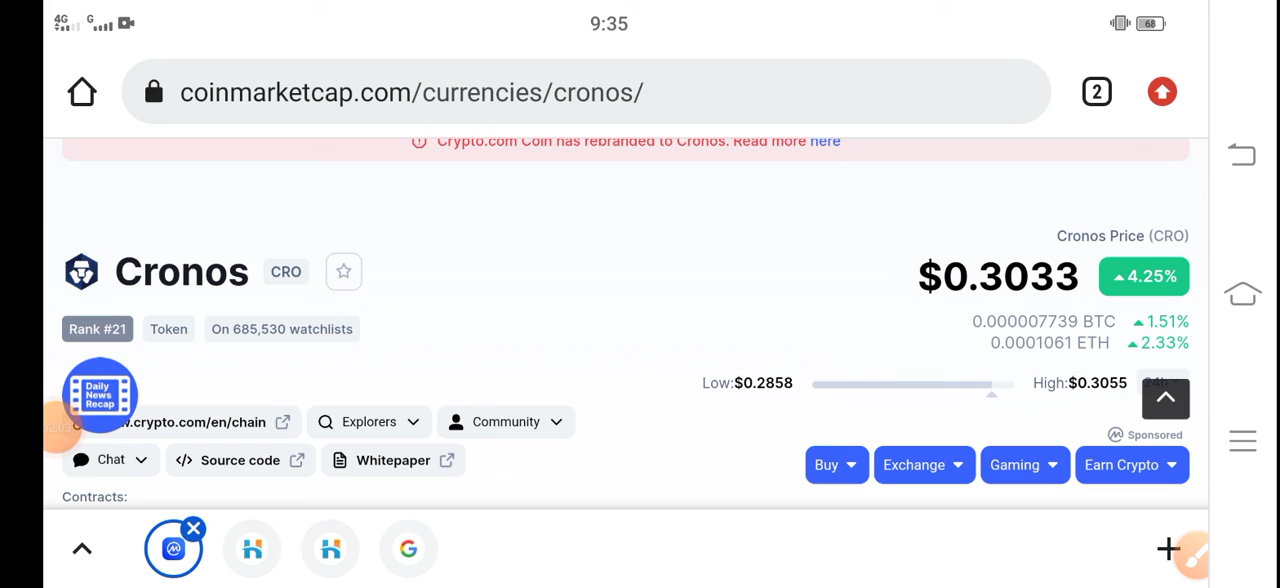 4G G 9:35 68
coinmarketcap.com/currencies/cronos/ 2
Crypto.com Coin has rebranded to Cronos. Read more here
Cronos Price (CRO)
Cronos CRO $0.3033 4.25%
Rank #21 Token On 685,530 watchlists
0.000007739 BTC 1.51%
0.0001061 ETH 2.33%
Low:$0.2858 High:$0.3055 24h
Daily
News
Recap
w.crypto.com/en/chain Explorers Community
02:03
Sponsored
Chat Source code Whitepaper
Buy Exchange Gaming Earn Crypto
Contracts: